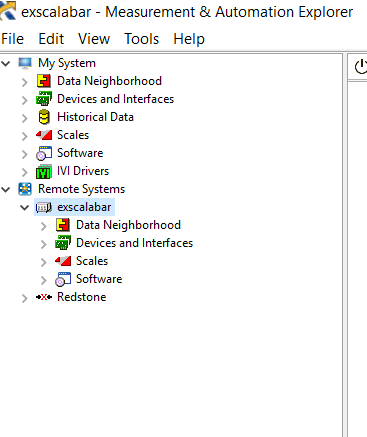 exscalabar - Measurement & Automation Explorer
File Edit View Tools Help
My System
Data Neighborhood
Devices and Interfaces
Historical Data
Scales
Software
IVI Drivers
Remote Systems
exscalabar
Data Neighborhood
Devices and Interfaces
Scales
Software
Redstone